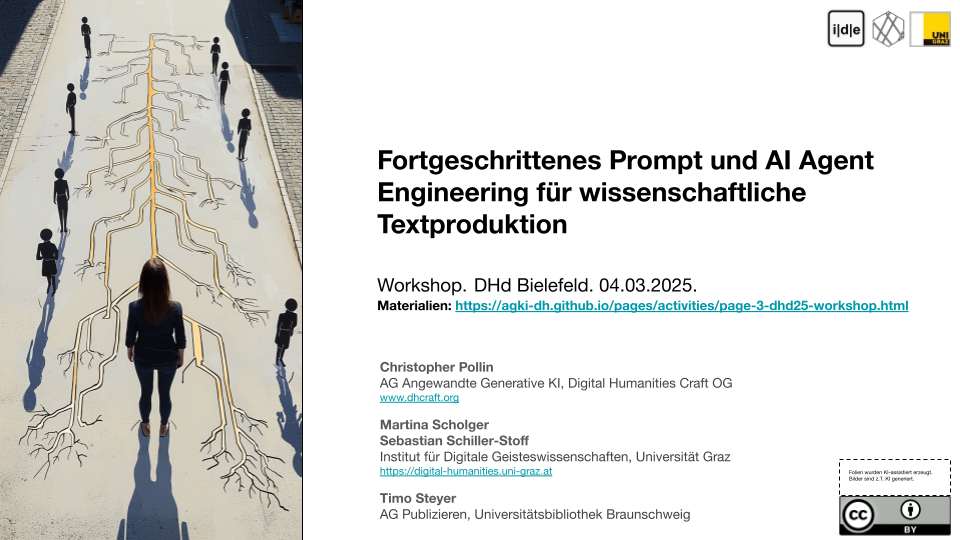 i|d|e
UNI
GRAZ
Fortgeschrittenes Prompt und AI Agent
Engineering für wissenschaftliche
Textproduktion
Workshop. DHd Bielefeld. 04.03.2025.
Materialien: https://agki-dh.github.io/pages/activities/page-3-dhd25-workshop.html
Christopher Pollin
AG Angewandte Generative KI, Digital Humanities Craft OG
www.dhcraft.org
Martina Scholger
Sebastian Schiller-Stoff
Institut für Digitale Geisteswissenschaften, Universität Graz
https://digital-humanities.uni-graz.at
Timo Steyer
AG Publizieren, Universitätsbibliothek Braunschweig
Folien wurden KI-assistiert erzeugt.
Bilder sind z.T. KI generiert.
cc
BY